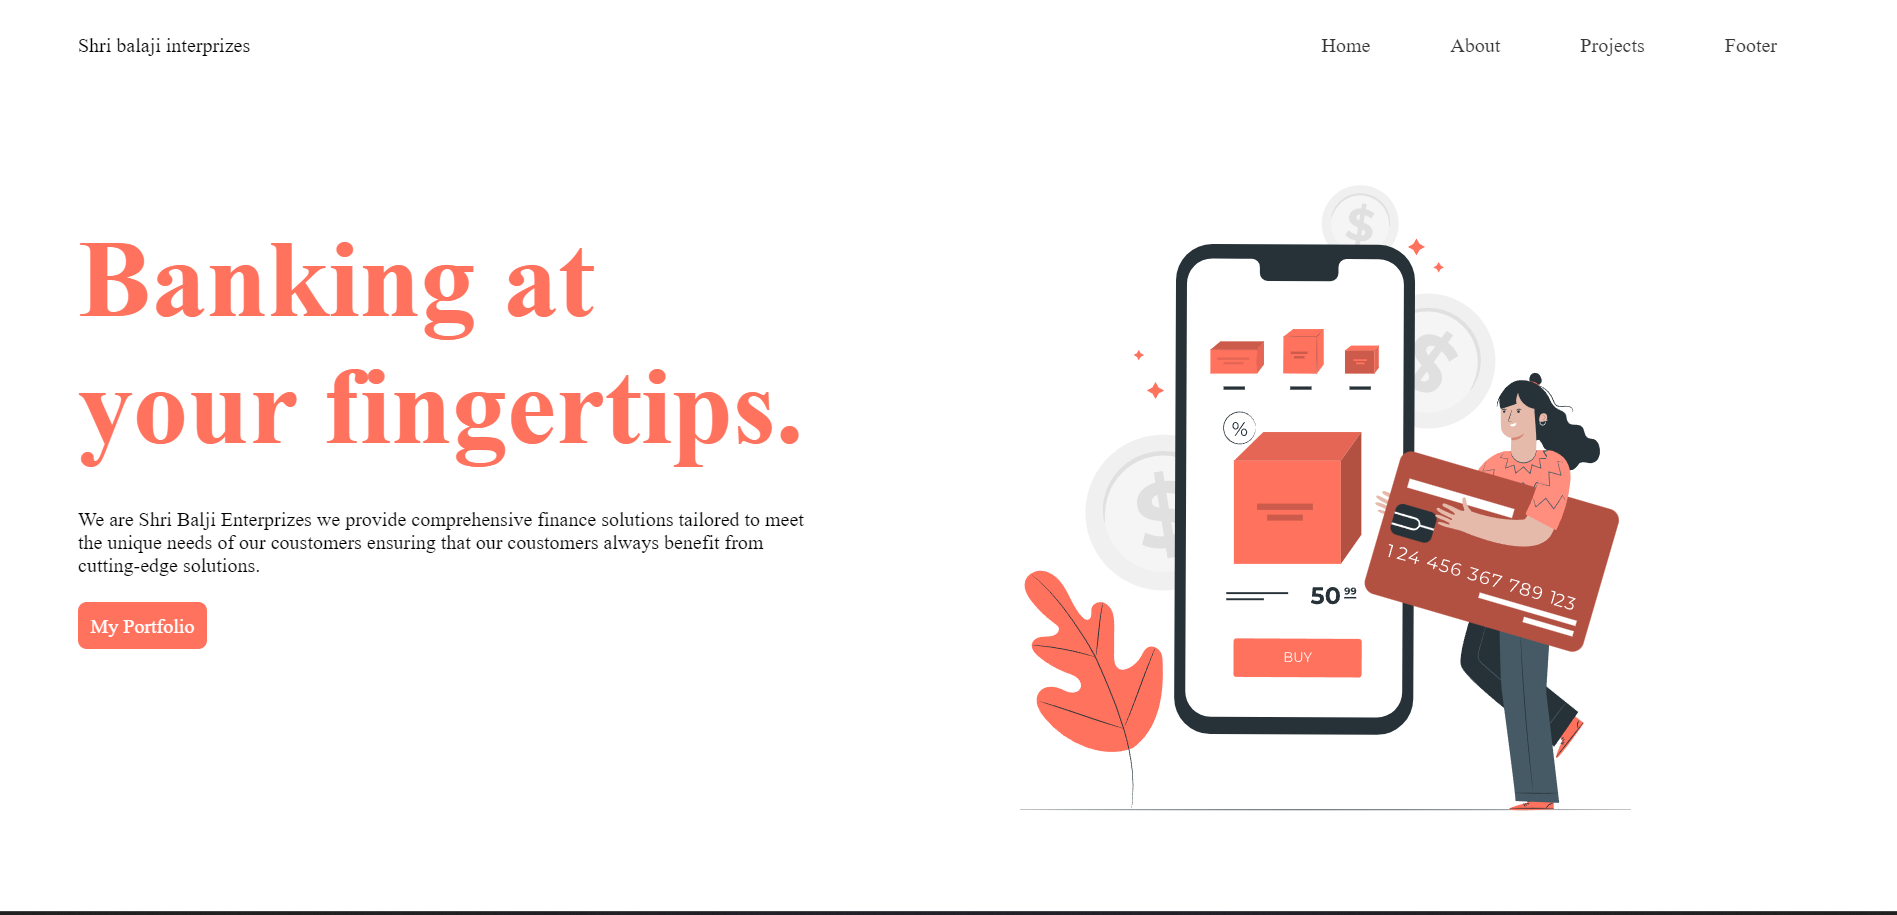 Shri balaji interprizes
Home About Projects Footer
Banking at
your fingertips.
We are Shri Balji Enterprizes we provide comprehensive finance solutions tailored to meet
the unique needs of our coustomers ensuring that our coustomers always benefit from
cutting-edge solutions.
My Portfolio
$
$
$
%
50 99
BUY
124 456 367 789 123